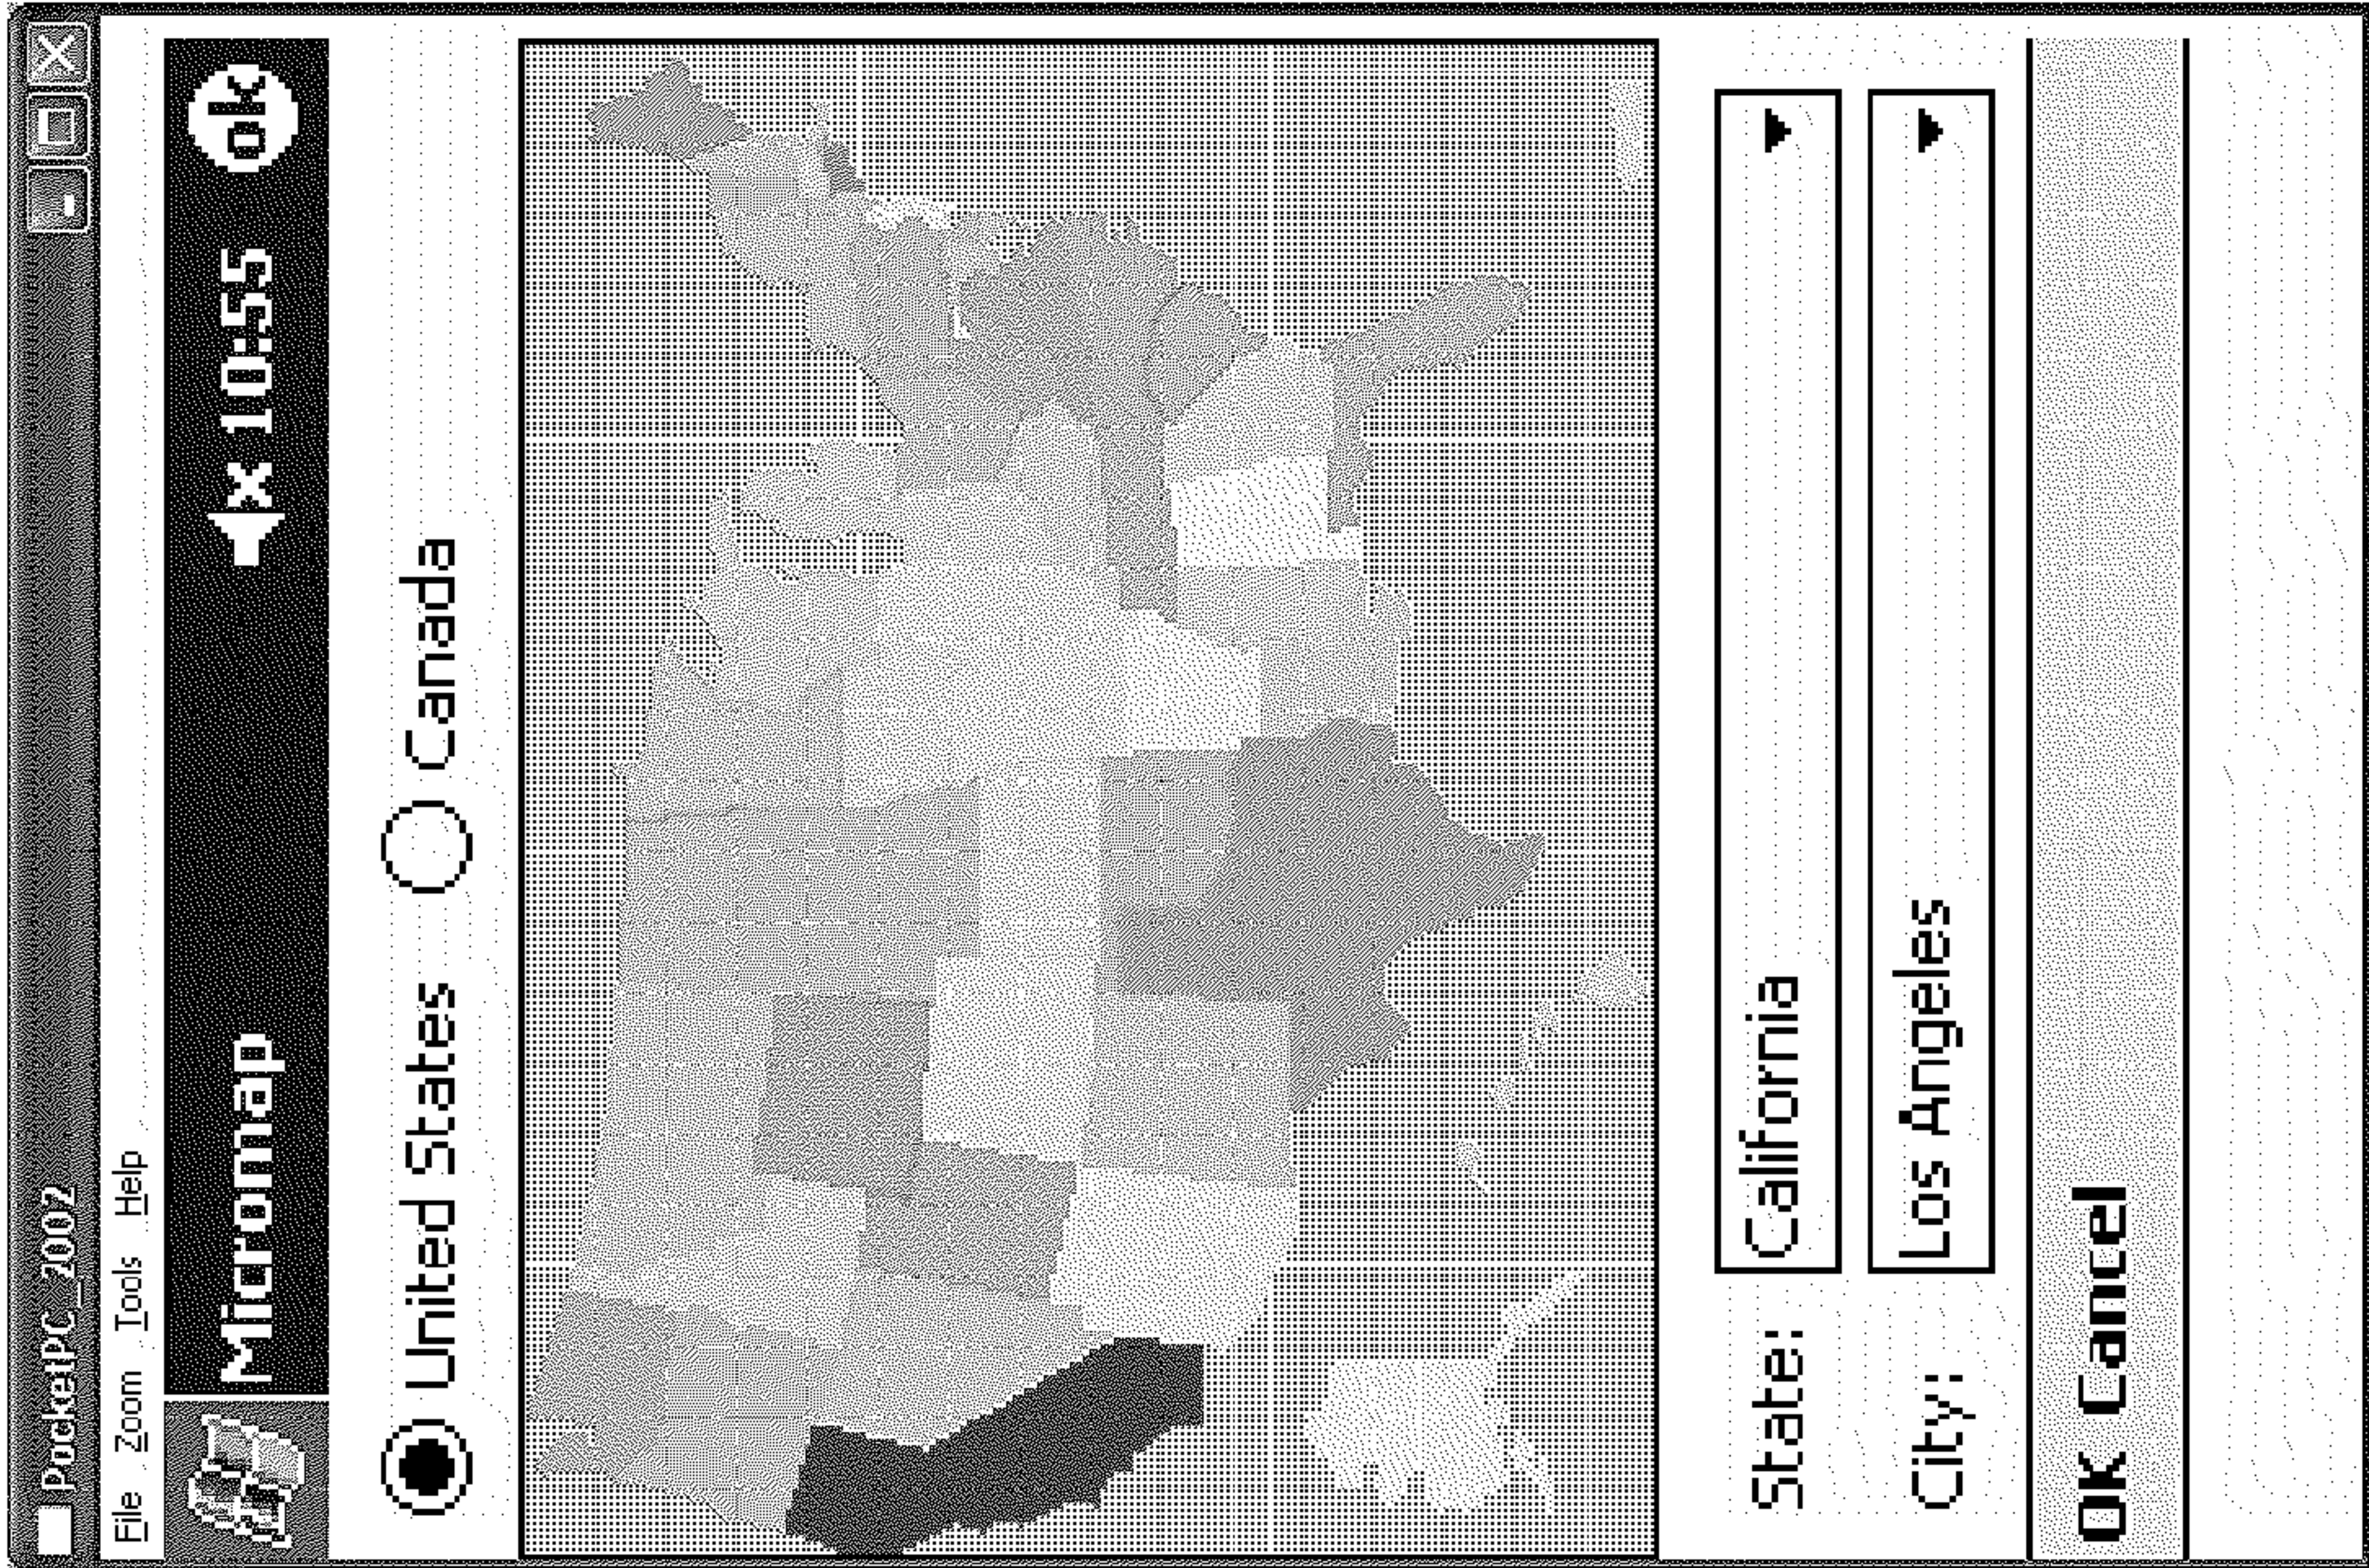 PocketPC_2002
File Zoom Tools Help
Micromap 10:55 ok
United States Canada
State: California
City: Los Angeles
OK Cancel